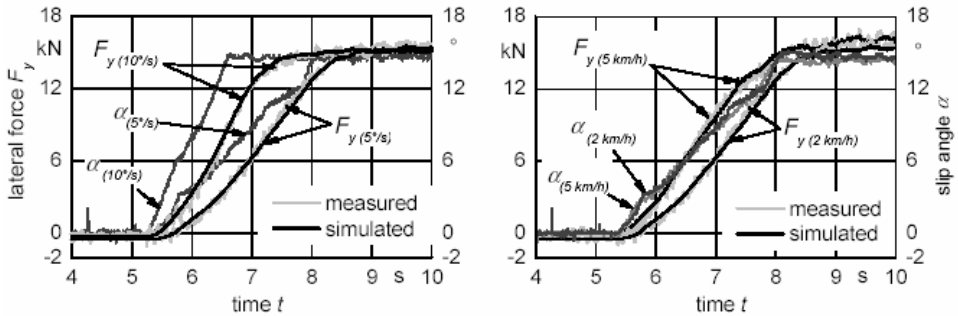 18
kN
12
6
0
-2
lateral force Fy
Fy (10°/s)
α(5°/s)
α(10°/s)
Fy (5°/s)
measured
simulated
18
°
12
6
0
-2
4 5 6 7 8 9 s 10
time t
18
kN
12
6
0
-2
Fy (5 km/h)
α(2 km/h)
α(5 km/h)
Fy (2 km/h)
measured
simulated
18
°
12
6
0
-2
slip angle α
4 5 6 7 8 9 s 10
time t